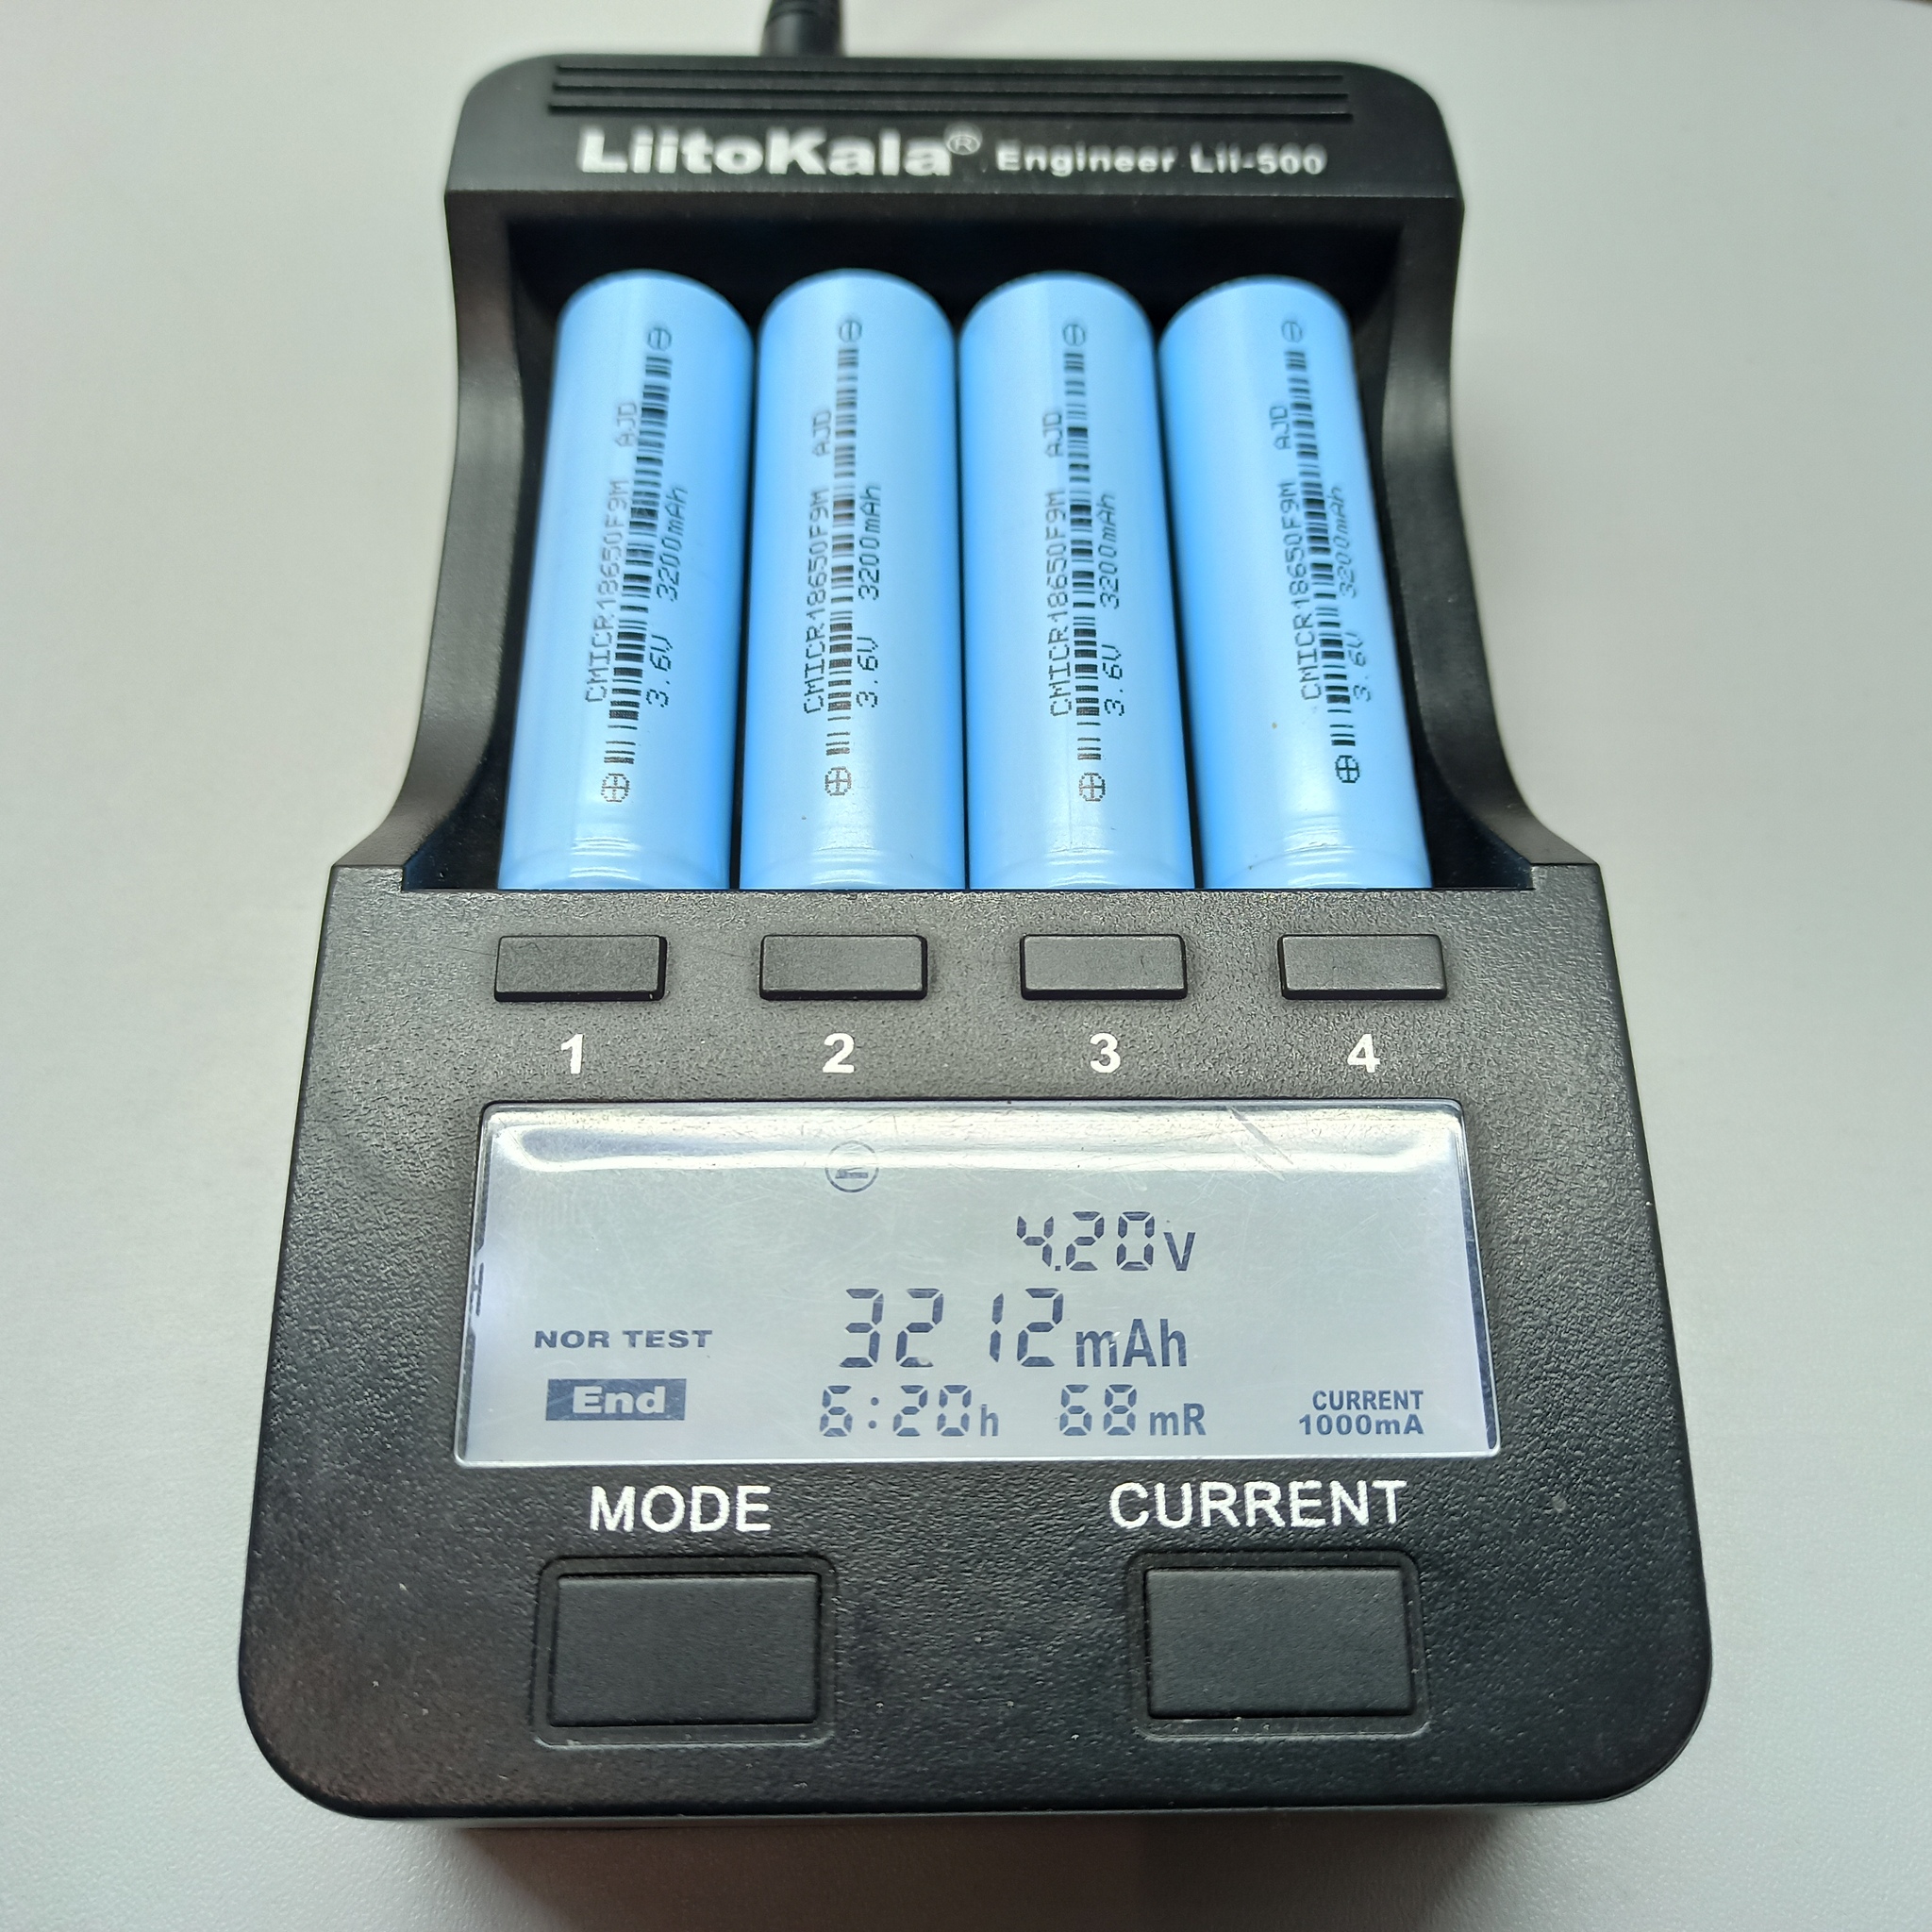 LiitoKala® Engineer Lii-500
CMICR18650F9M AJD
3.6V 3200mAh
CMICR18650F9M AJD
3.6V 3200mAh
CMICR18650F9M AJD
3.6V 3200mAh
CMICR18650F9M AJD
3.6V 3200mAh
1 2 3 4
4.20V
NOR TEST 3212mAh
End 6:20h 68mR CURRENT
1000mA
MODE CURRENT